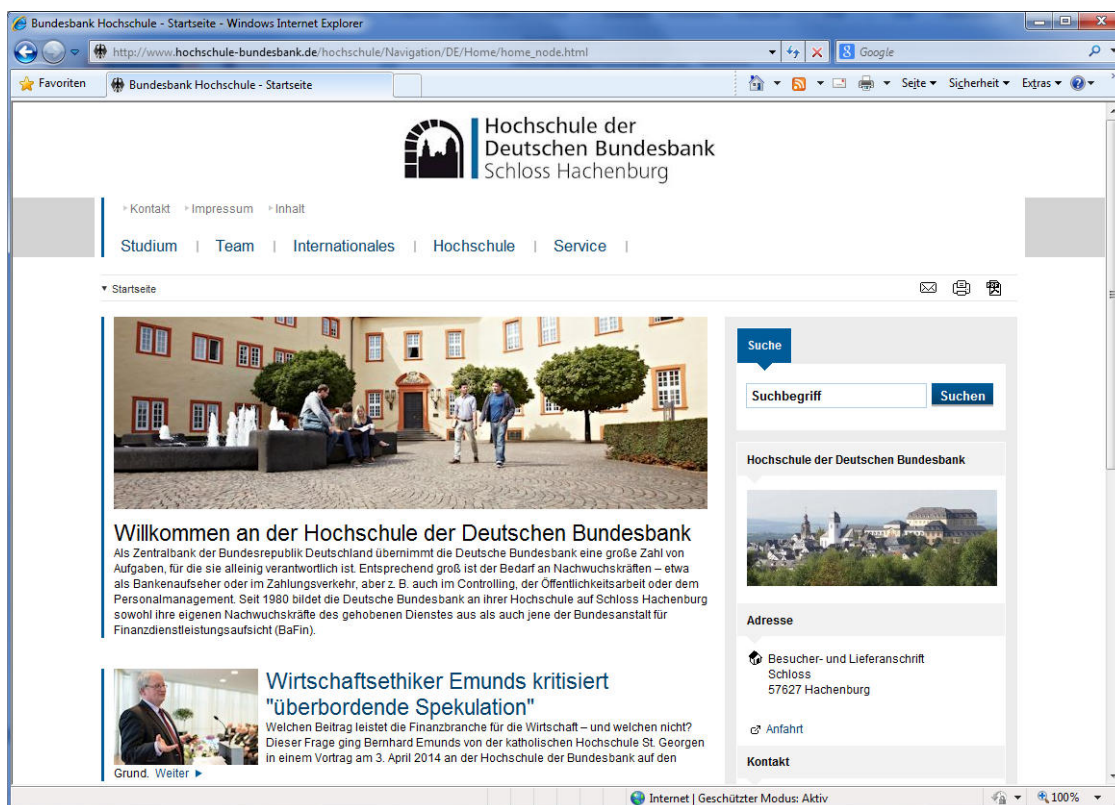 Bundesbank Hochschule - Startseite - Windows Internet Explorer
http://www.hochschule-bundesbank.de/hochschule/Navigation/DE/Home/home_node.html
Google
Favoriten
Bundesbank Hochschule - Startseite
Seite
Sicherheit
Extras
Hochschule der
Deutschen Bundesbank
Schloss Hachenburg
Kontakt
Impressum
Inhalt
Studium | Team | Internationales | Hochschule | Service |
Startseite
Willkommen an der Hochschule der Deutschen Bundesbank
Als Zentralbank der Bundesrepublik Deutschland übernimmt die Deutsche Bundesbank eine große Zahl von
Aufgaben, für die sie alleinig verantwortlich ist. Entsprechend groß ist der Bedarf an Nachwuchskräften – etwa
als Bankenaufseher oder im Zahlungsverkehr, aber z. B. auch im Controlling, der Öffentlichkeitsarbeit oder dem
Personalmanagement. Seit 1980 bildet die Deutsche Bundesbank an ihrer Hochschule auf Schloss Hachenburg
sowohl ihre eigenen Nachwuchskräfte des gehobenen Dienstes aus als auch jene der Bundesanstalt für
Finanzdienstleistungsaufsicht (BaFin).
Wirtschaftsethiker Emunds kritisiert
"überbordende Spekulation"
Welchen Beitrag leistet die Finanzbranche für die Wirtschaft – und welchen nicht?
Dieser Frage ging Bernhard Emunds von der katholischen Hochschule St. Georgen
in einem Vortrag am 3. April 2014 an der Hochschule der Bundesbank auf den
Grund. Weiter
Suche
Suchbegriff
Suchen
Hochschule der Deutschen Bundesbank
Adresse
Besucher- und Lieferanschrift
Schloss
57627 Hachenburg
Anfahrt
Kontakt
Internet | Geschützter Modus: Aktiv
100%